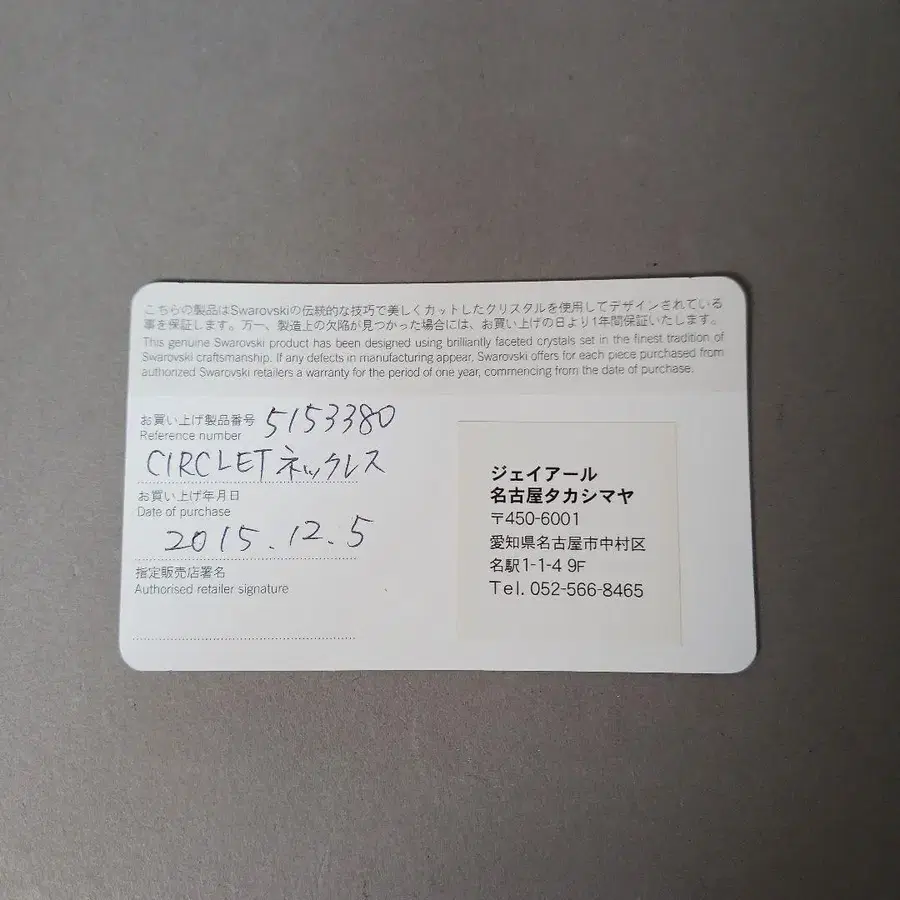 こちらの製品はSwarovskiの伝統的な技巧で美しくカットしたクリスタルを使用してデザインされている
事を保証します。万一、製造上の欠陥が見つかった場合には、お買い上げの日より1年間保証いたします。
This genuine Swarovski product has been designed using brilliantly faceted crystals set in the finest tradition of
Swarovski craftsmanship. If any defects in manufacturing appear, Swarovski offers for each piece purchased from
authorized Swarovski retailers a warranty for the period of one year, commencing from the date of purchase.
お買い上げ製品番号 5153380
Reference number
CIRCLET ネックレス
お買い上げ年月日
Date of purchase
2015.12.5
指定販売店署名
Authorised retailer signature
ジェイアール
名古屋タカシマヤ
〒450-6001
愛知県名古屋市中村区
名駅1-1-4 9F
Tel. 052-566-8465